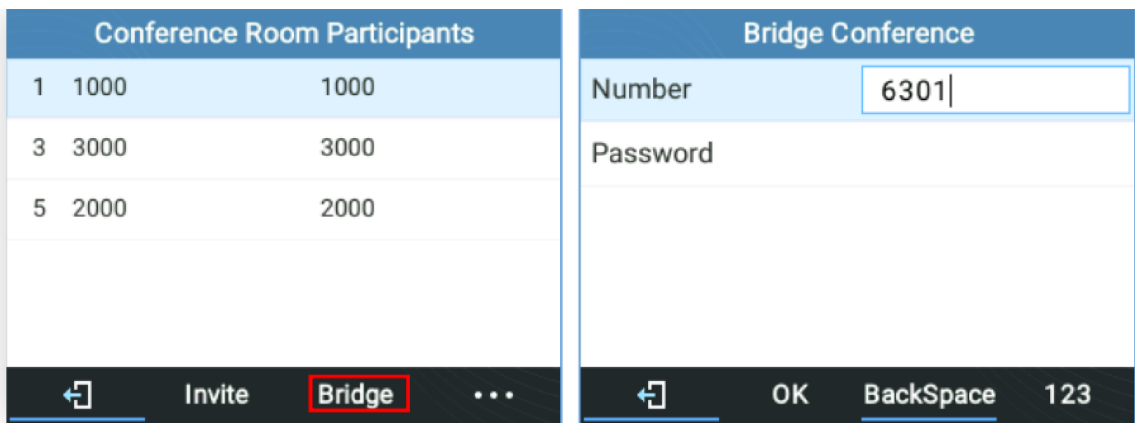 Conference Room Participants
1 1000 1000
3 3000 3000
5 2000 2000
Invite Bridge ...
Bridge Conference
Number 6301
Password
OK BackSpace 123